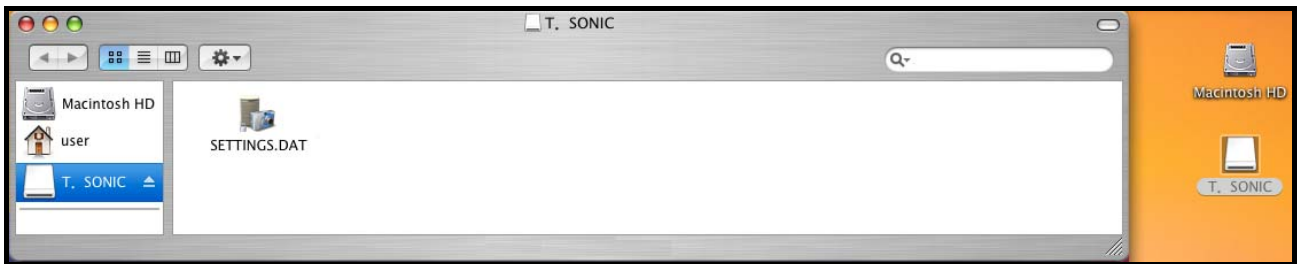 T. SONIC
Macintosh HD
user
T. SONIC
SETTINGS.DAT
Macintosh HD
T. SONIC